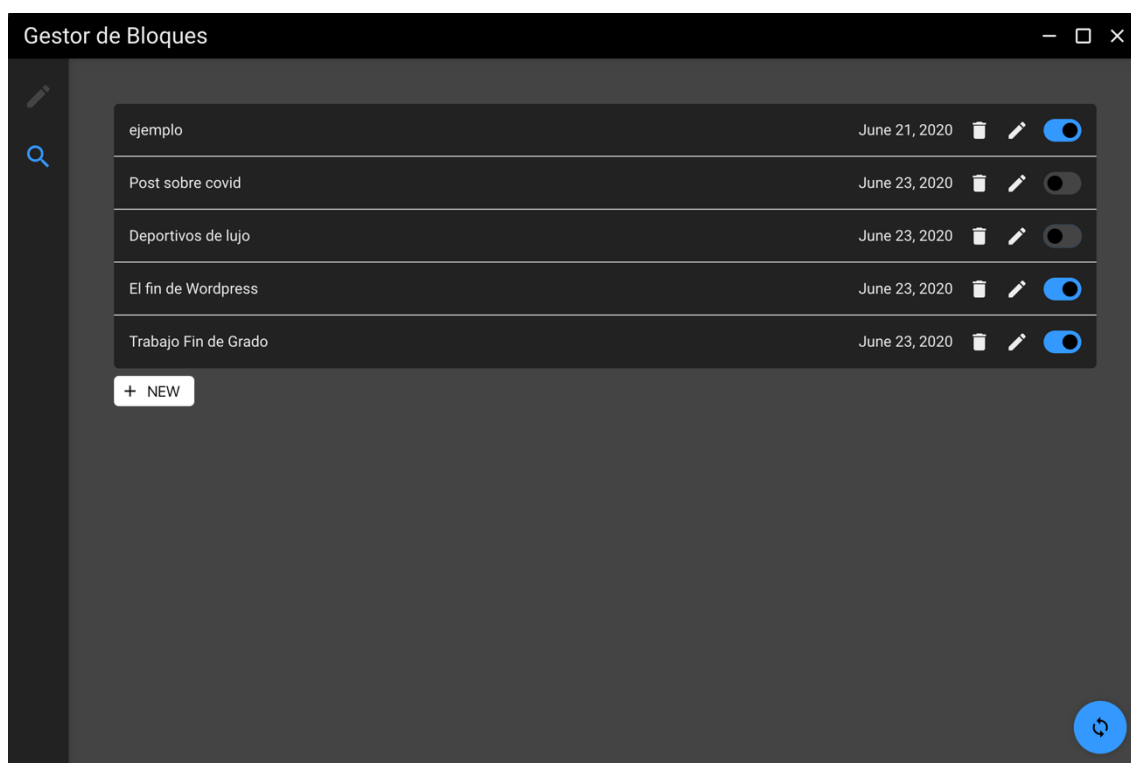 Gestor de Bloques
ejemplo June 21, 2020
Post sobre covid June 23, 2020
Deportivos de lujo June 23, 2020
El fin de Wordpress June 23, 2020
Trabajo Fin de Grado June 23, 2020
+ NEW